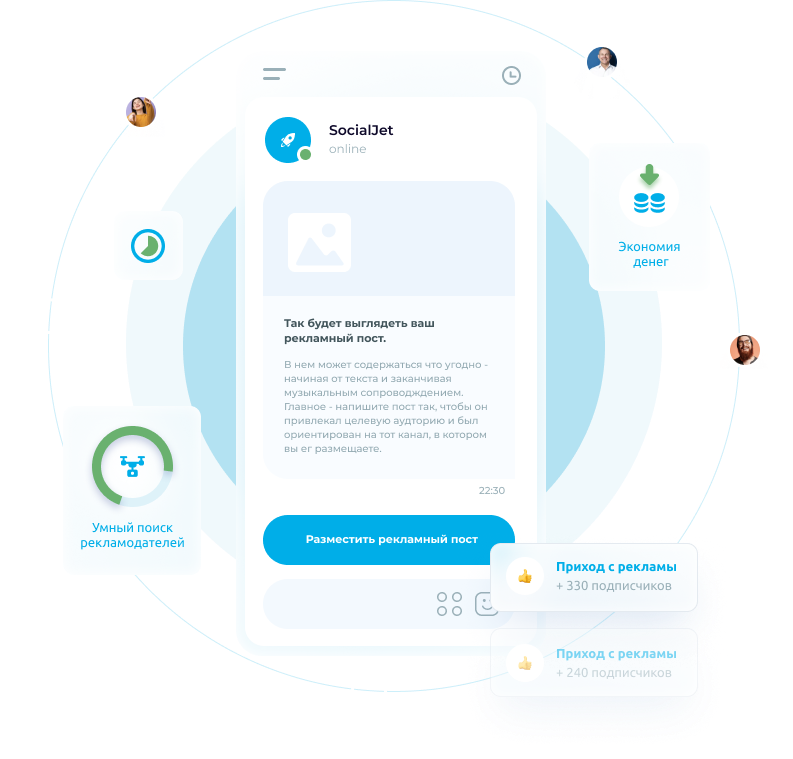 SocialJet
online
Экономия
денег
Так будет выглядеть ваш
рекламный пост.
В нем может содержаться что угодно -
начиная от текста и заканчивая
музыкальным сопровождением.
Главное - напишите пост так, чтобы он
привлекал целевую аудторию и был
ориентирован на тот канал, в котором
вы ег размещаете.
22:30
Умный поиск
рекламодателей
Разместить рекламный пост
Приход с рекламы
+ 330 подписчиков
Приход с рекламы
+ 240 подписчиков